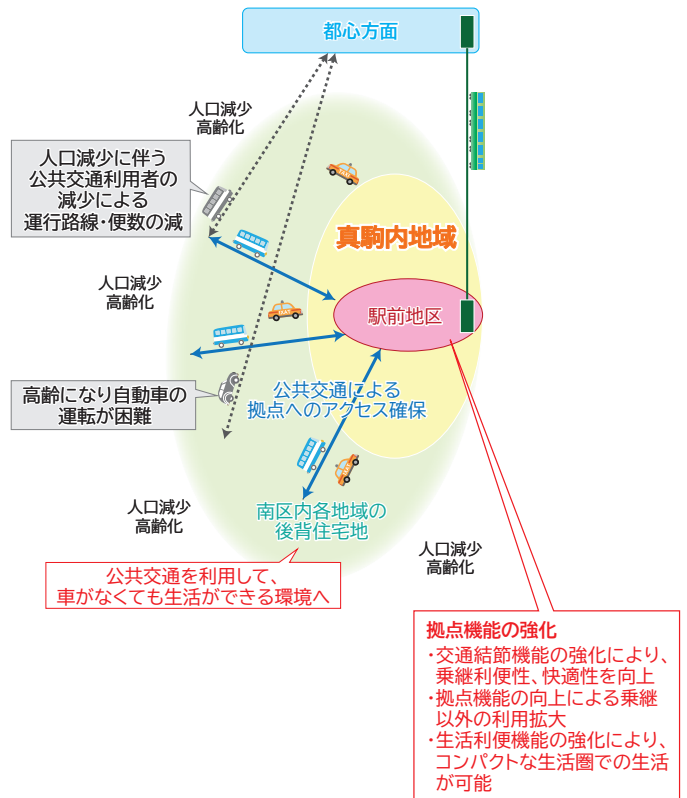 都心方面
人口減少
高齢化
人口減少に伴う
公共交通利用者の
減少による
運行路線・便数の減
真駒内地域
人口減少
高齢化
駅前地区
高齢になり自動車の
運転が困難
公共交通による
拠点へのアクセス確保
人口減少
高齢化
南区内各地域の
後背住宅地
人口減少
高齢化
公共交通を利用して、
車がなくても生活ができる環境へ
拠点機能の強化
・交通結節機能の強化により、
乗継利便性、快適性を向上
・拠点機能の向上による乗継
以外の利用拡大
・生活利便機能の強化により、
コンパクトな生活圏での生活
が可能